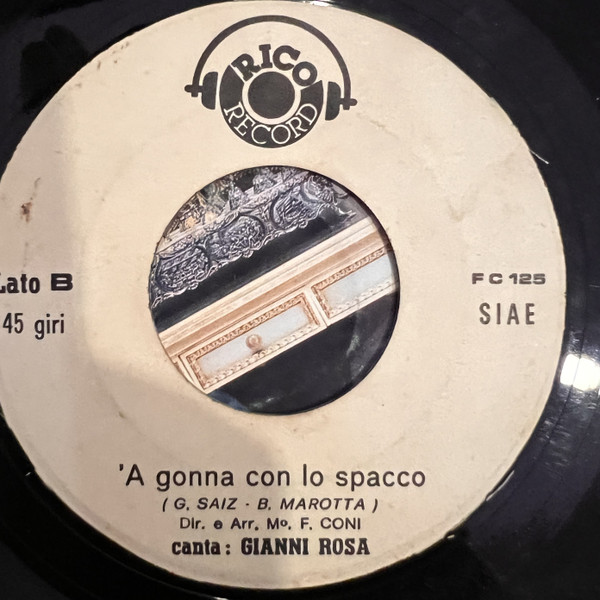 RICO
RECORD
Lato B
45 giri
F C 125
SIAE
'A gonna con lo spacco
( G. SAIZ - B. MAROTTA )
Dir. e Arr. Mº. F. CONI
canta: GIANNI ROSA